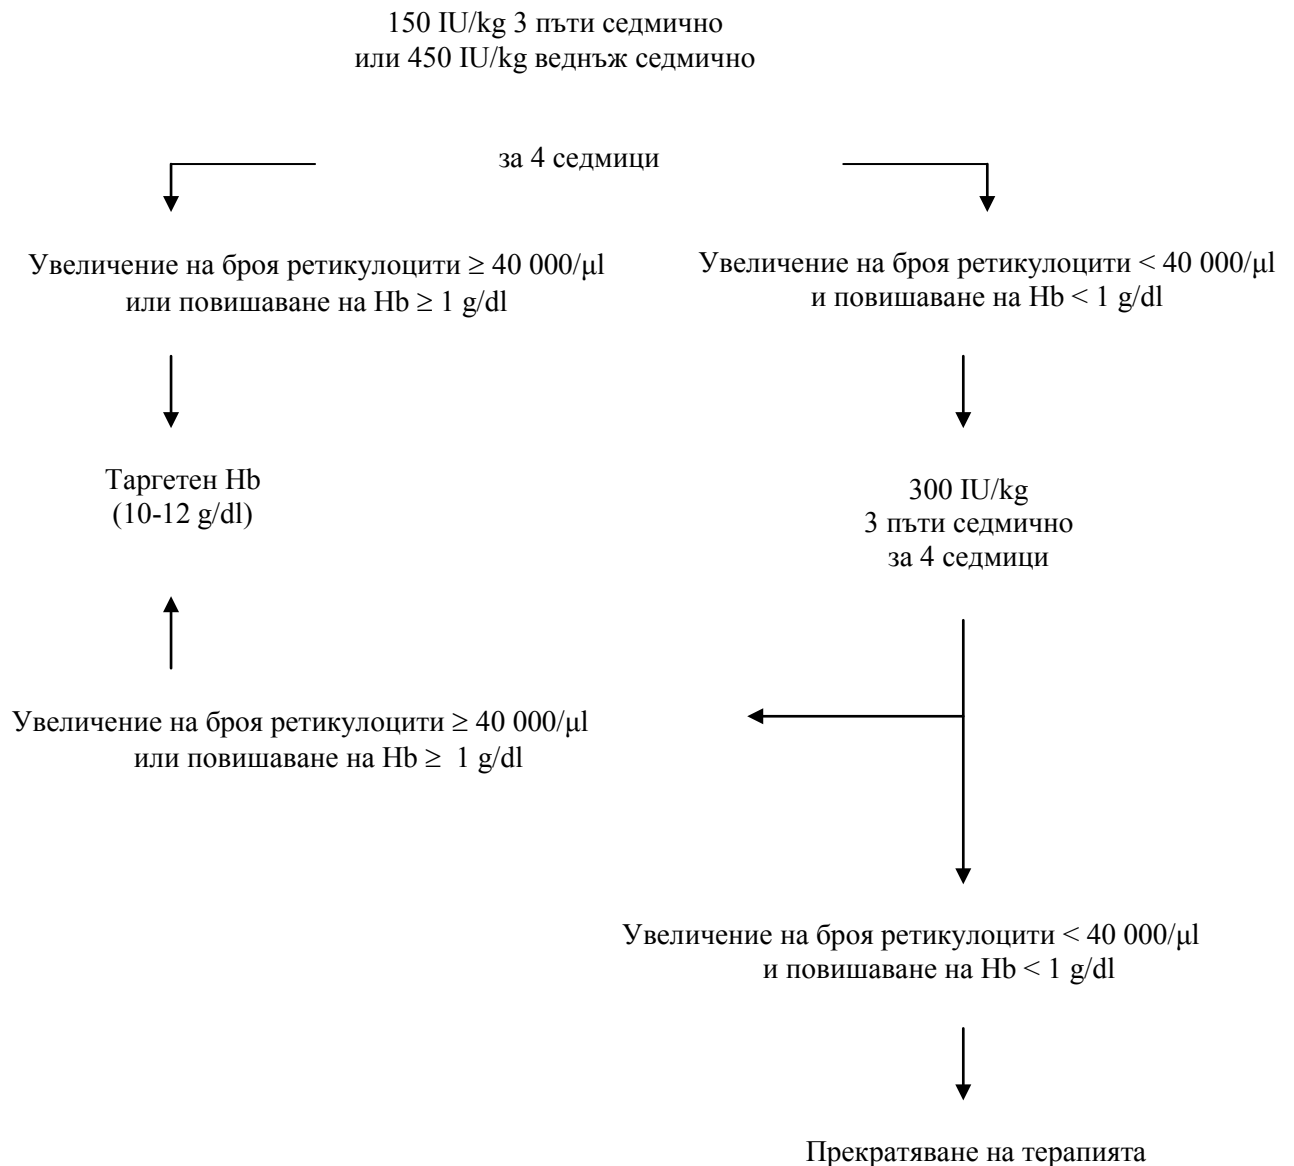 150 IU/kg 3 пъти седмично
или 450 IU/kg веднъж седмично
за 4 седмици
Увеличение на броя ретикулоцити ≥ 40 000/μl
или повишаване на Hb ≥ 1 g/dl
Увеличение на броя ретикулоцити < 40 000/μl
и повишаване на Hb < 1 g/dl
Таргетен Hb
(10-12 g/dl)
300 IU/kg
3 пъти седмично
за 4 седмици
Увеличение на броя ретикулоцити ≥ 40 000/μl
или повишаване на Hb ≥ 1 g/dl
Увеличение на броя ретикулоцити < 40 000/μl
и повишаване на Hb < 1 g/dl
Прекратяване на терапията